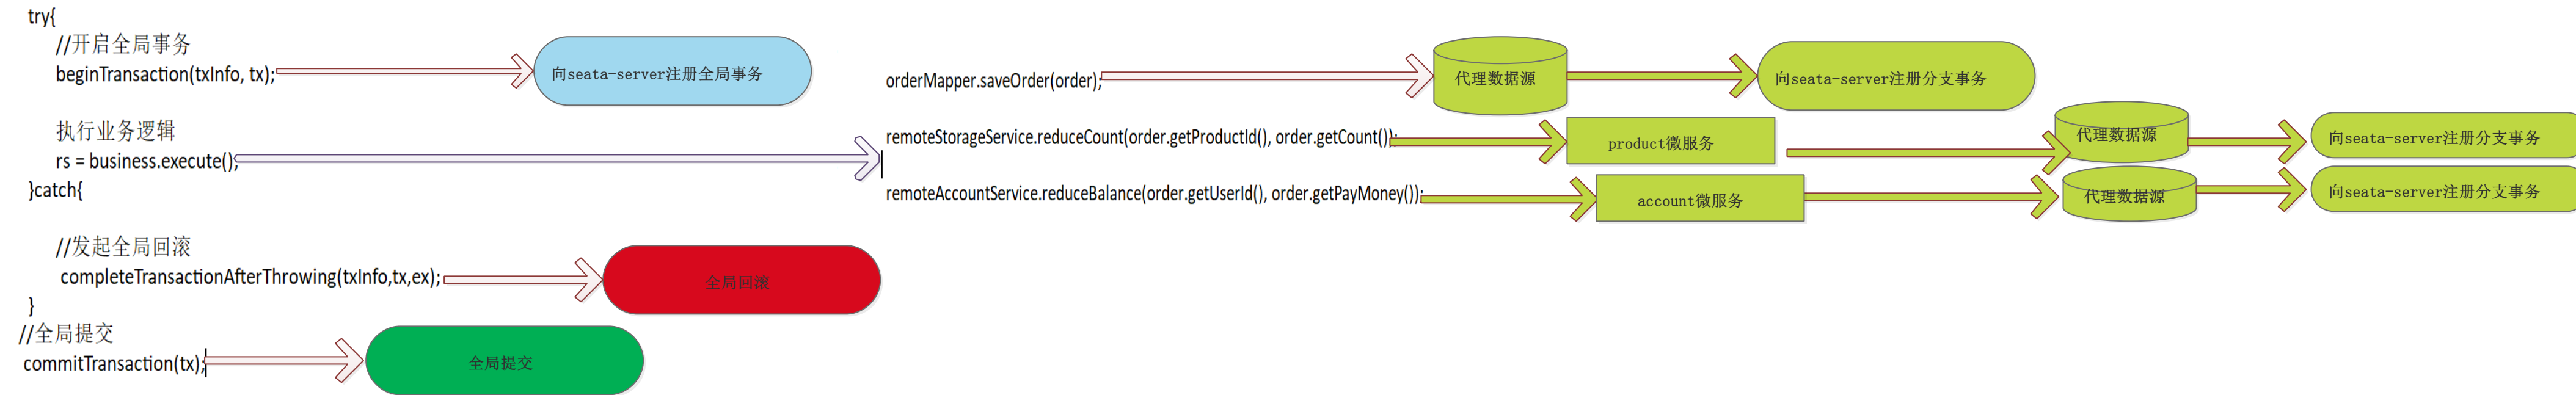 try{
//开启全局事务
beginTransaction(txInfo, tx);
向seata-server注册全局事务
执行业务逻辑
rs = business.execute();
}catch{
//发起全局回滚
completeTransactionAfterThrowing(txInfo,tx,ex);
全局回滚
}
//全局提交
commitTransaction(tx);
全局提交
orderMapper.saveOrder(order);
代理数据源
向seata-server注册分支事务
remoteStorageService.reduceCount(order.getProductId(), order.getCount());
product微服务
代理数据源
向seata-server注册分支事务
remoteAccountService.reduceBalance(order.getUserId(), order.getPayMoney());
account微服务
代理数据源
向seata-server注册分支事务